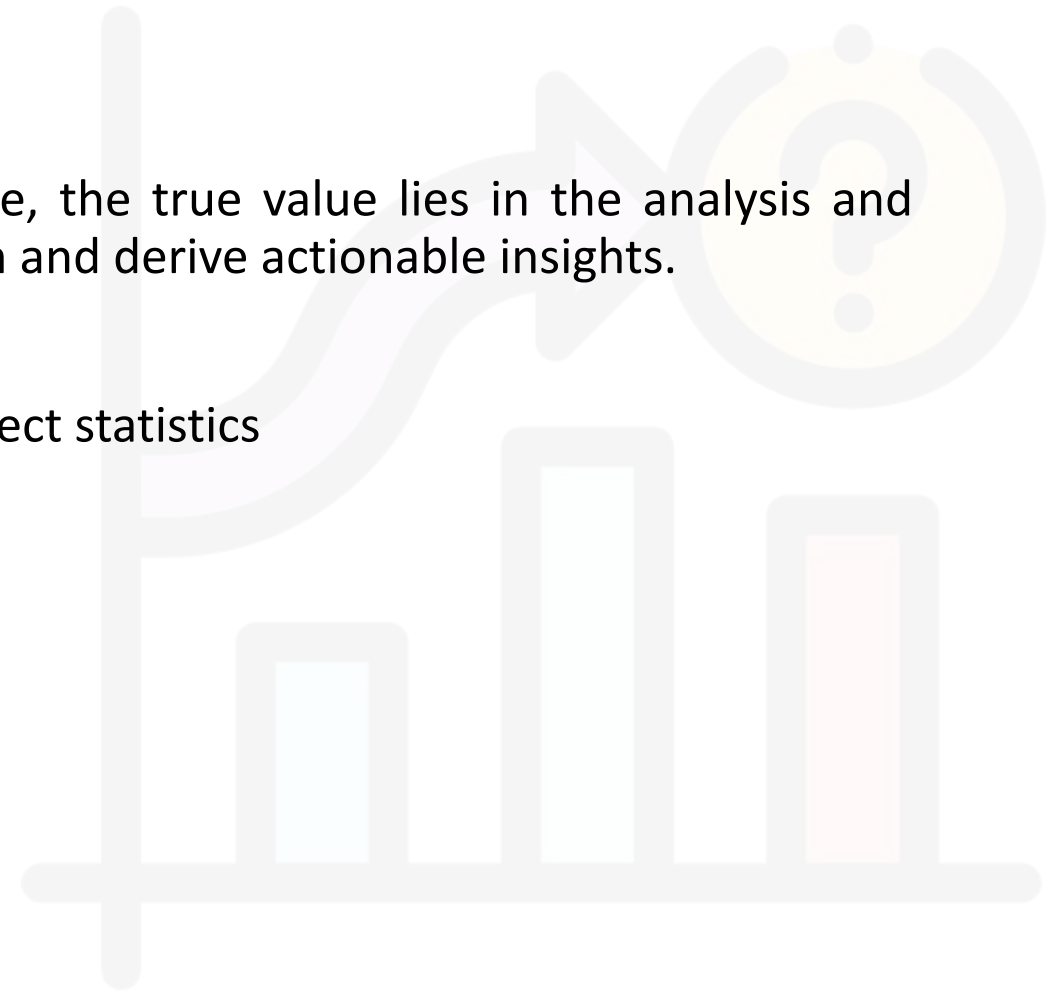 e, the true value lies in the analysis and
and derive actionable insights.
ect statistics